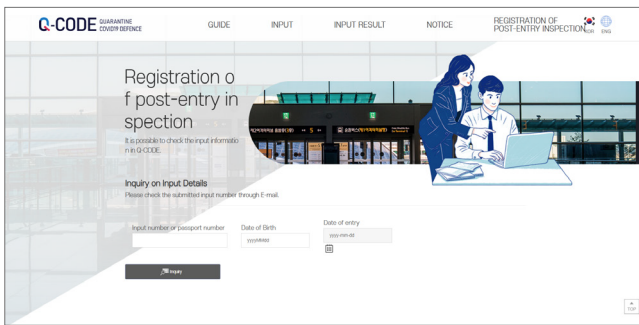 Q-CODE QUARANTINE
COVID19 DEFENCE
GUIDE
INPUT
INPUT RESULT
NOTICE
REGISTRATION OF
POST-ENTRY INSPECTION
KOR
ENG
Registration o
f post-entry in
spection
It is possible to check the input informatio
n in Q-CODE.
5
Inquiry on Input Details
Please check the submitted input number through E-mail.
Input number or passport number
Date of Birth
Date of entry
yyyyMMdd
yyyy-mm-dd
Inquiry
TOP